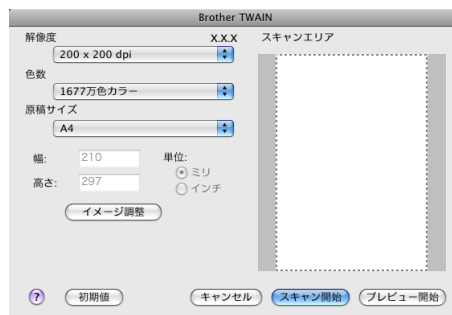 Brother TWAIN
解像度 X.X.X
200 x 200 dpi
色数
1677万色カラー
原稿サイズ
A4
幅: 210
高さ: 297
単位:
ミリ
インチ
イメージ調整
スキャンエリア
? 初期値 キャンセル スキャン開始 プレビュー開始